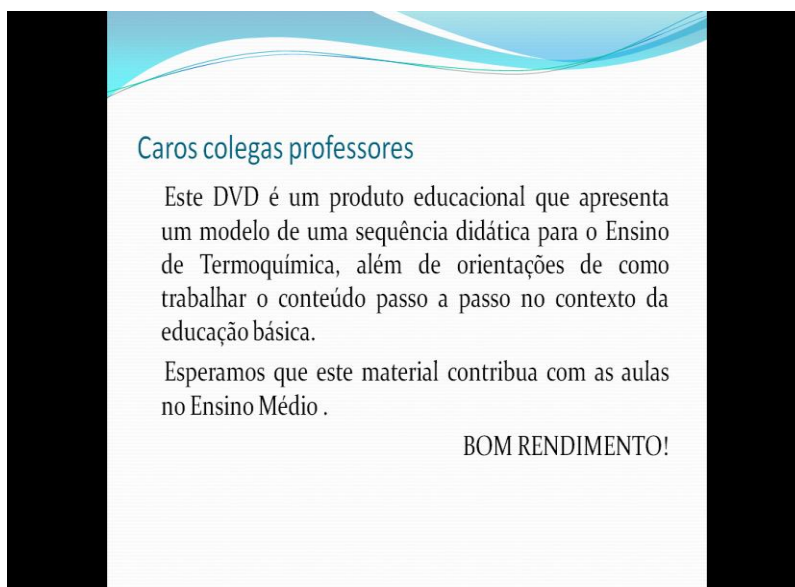 Caros colegas professores
Este DVD é um produto educacional que apresenta
um modelo de uma sequência didática para o Ensino
de Termoquímica, além de orientações de como
trabalhar o conteúdo passo a passo no contexto da
educação básica.
Esperamos que este material contribua com as aulas
no Ensino Médio .
BOM RENDIMENTO!